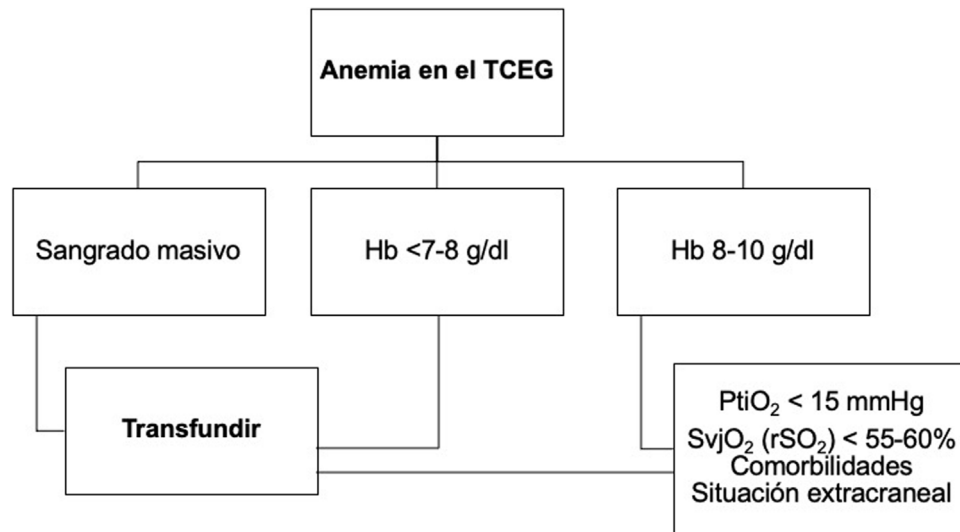 Anemia en el TCEG
Sangrado masivo
Hb <7-8 g/dl
Hb 8-10 g/dl
Transfundir
PtiO₂ < 15 mmHg
SvjO₂ (rSO₂) < 55-60%
Comorbilidades
Situación extracraneal